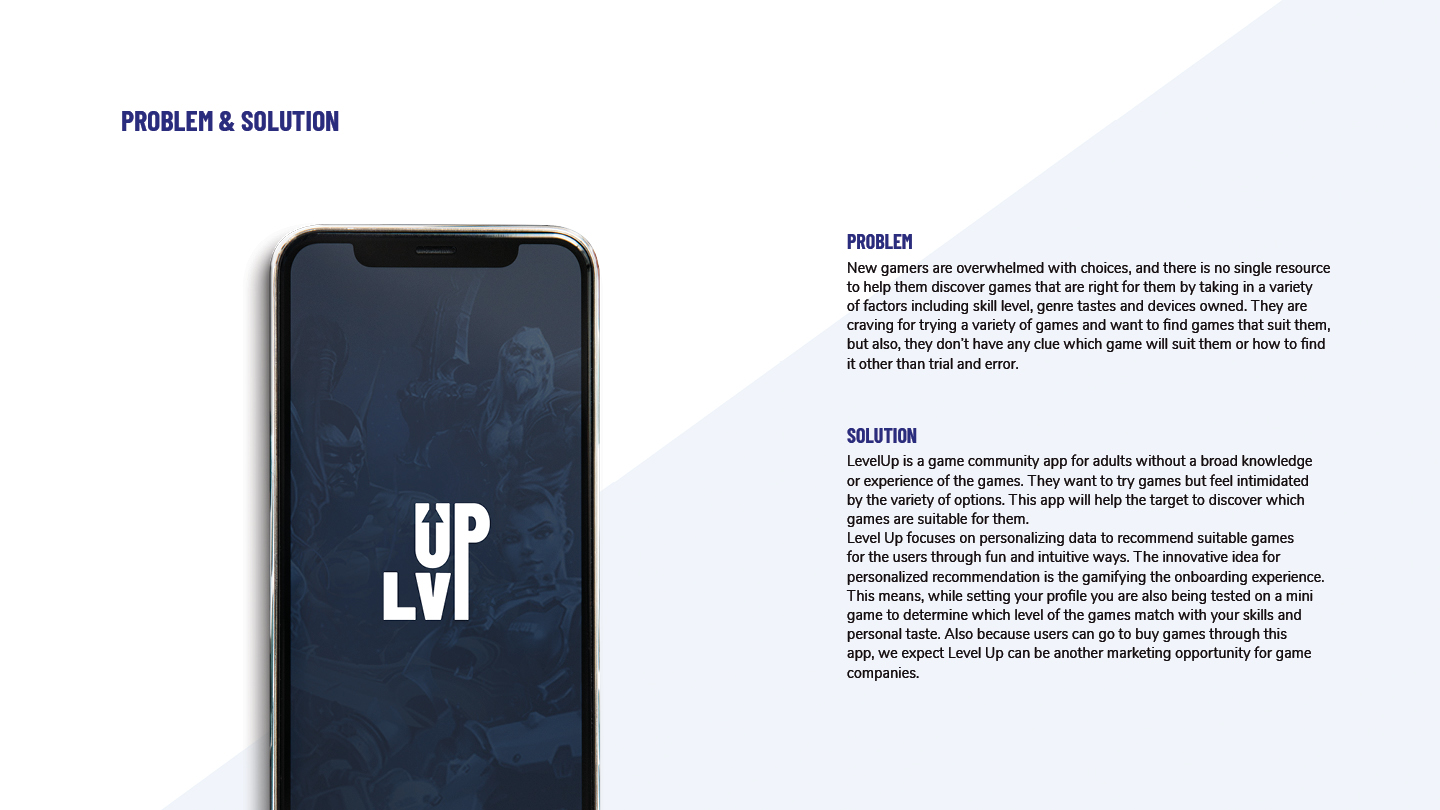 PROBLEM & SOLUTION
UP
LVL
PROBLEM
New gamers are overwhelmed with choices, and there is no single resource
to help them discover games that are right for them by taking in a variety
of factors including skill level, genre tastes and devices owned. They are
craving for trying a variety of games and want to find games that suit them,
but also, they don't have any clue which game will suit them or how to find
it other than trial and error.
SOLUTION
LevelUp is a game community app for adults without a broad knowledge
or experience of the games. They want to try games but feel intimidated
by the variety of options. This app will help the target to discover which
games are suitable for them.
Level Up focuses on personalizing data to recommend suitable games
for the users through fun and intuitive ways. The innovative idea for
personalized recommendation is the gamifying the onboarding experience.
This means, while setting your profile you are also being tested on a mini
game to determine which level of the games match with your skills and
personal taste. Also because users can go to buy games through this
app, we expect Level Up can be another marketing opportunity for game
companies.